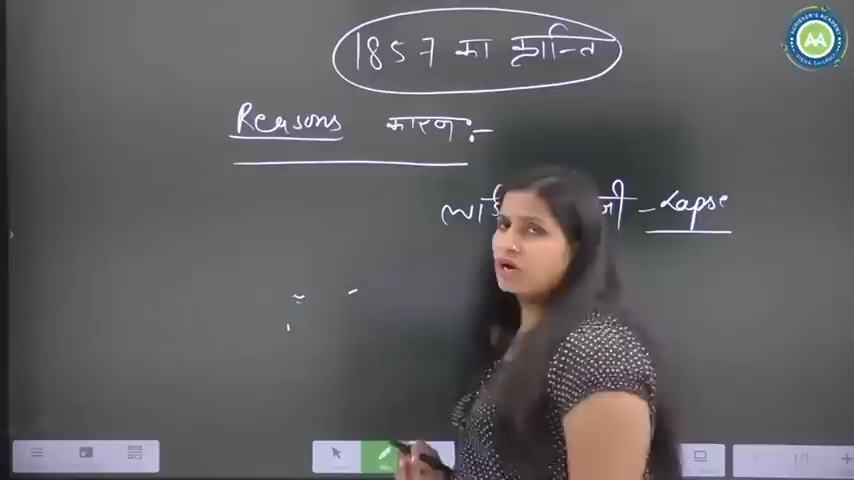 1857 का क्रान्ति
Reasons कारण :-
- Lapse